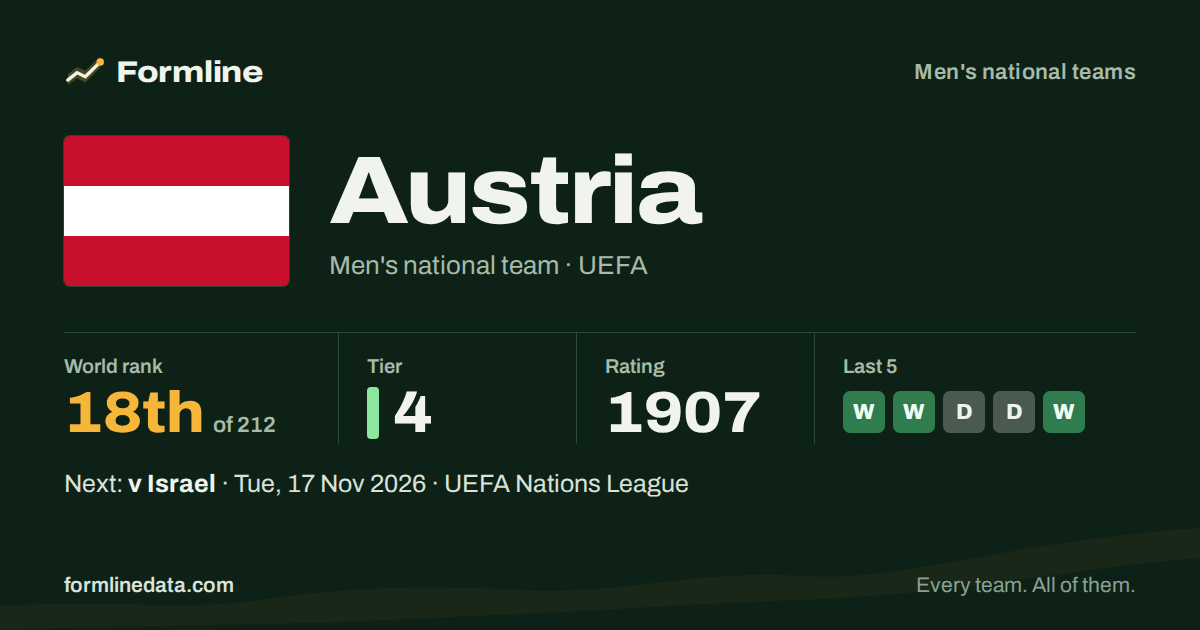 Formline
Men's national teams
Austria
Men's national team · UEFA
World rank
18th of 212
Tier
4
Rating
1907
Last 5
W W D D W
Next: v Israel · Tue, 17 Nov 2026 · UEFA Nations League
formlinedata.com
Every team. All of them.